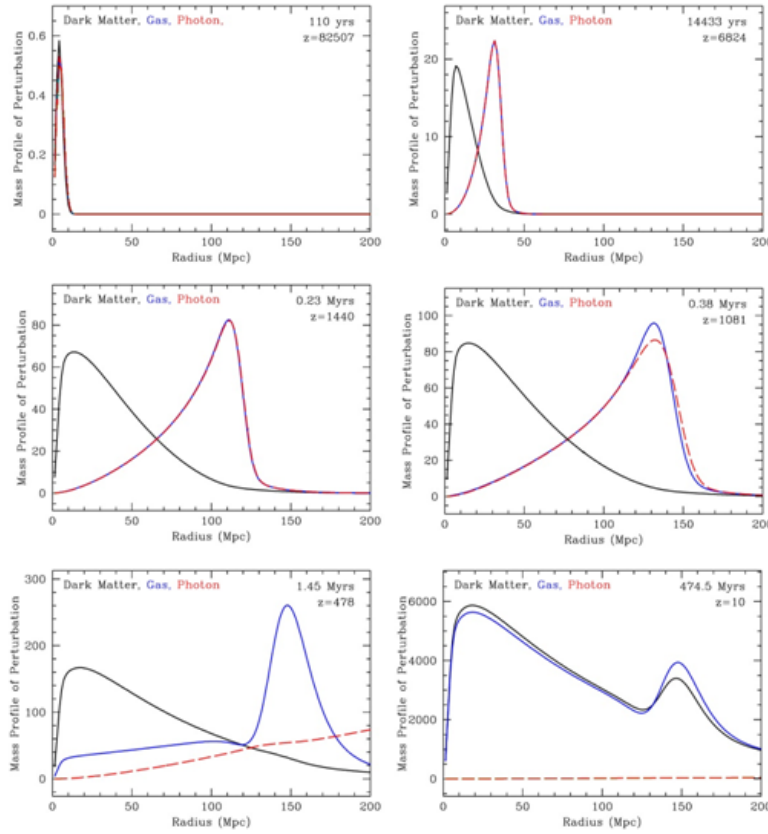 Dark Matter, Gas, Photon, 110 yrs
z=82507
Mass Profile of Perturbation
0.6
0.4
0.2
0
0 50 100 150 200
Radius (Mpc)
Dark Matter, Gas, Photon 14433 yrs
z=6824
Mass Profile of Perturbation
20
10
0
0 50 100 150 200
Radius (Mpc)
Dark Matter, Gas, Photon 0.23 Myrs
z=1440
Mass Profile of Perturbation
80
60
40
20
0
0 50 100 150 200
Radius (Mpc)
Dark Matter, Gas, Photon 0.38 Myrs
z=1081
Mass Profile of Perturbation
100
80
60
40
20
0
0 50 100 150 200
Radius (Mpc)
Dark Matter, Gas, Photon 1.45 Myrs
z=478
Mass Profile of Perturbation
300
200
100
0
0 50 100 150 200
Radius (Mpc)
Dark Matter, Gas, Photon 474.5 Myrs
z=10
Mass Profile of Perturbation
6000
4000
2000
0
0 50 100 150 200
Radius (Mpc)